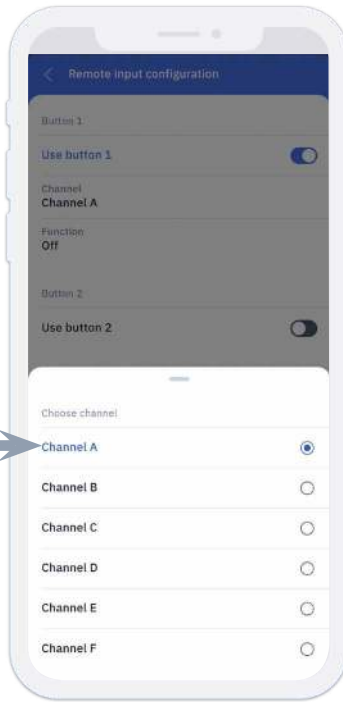 Remote input configuration
Button 1
Use button 1
Channel
Channel A
Function
Off
Button 2
Use button 2
Choose channel
Channel A
Channel B
Channel C
Channel D
Channel E
Channel F